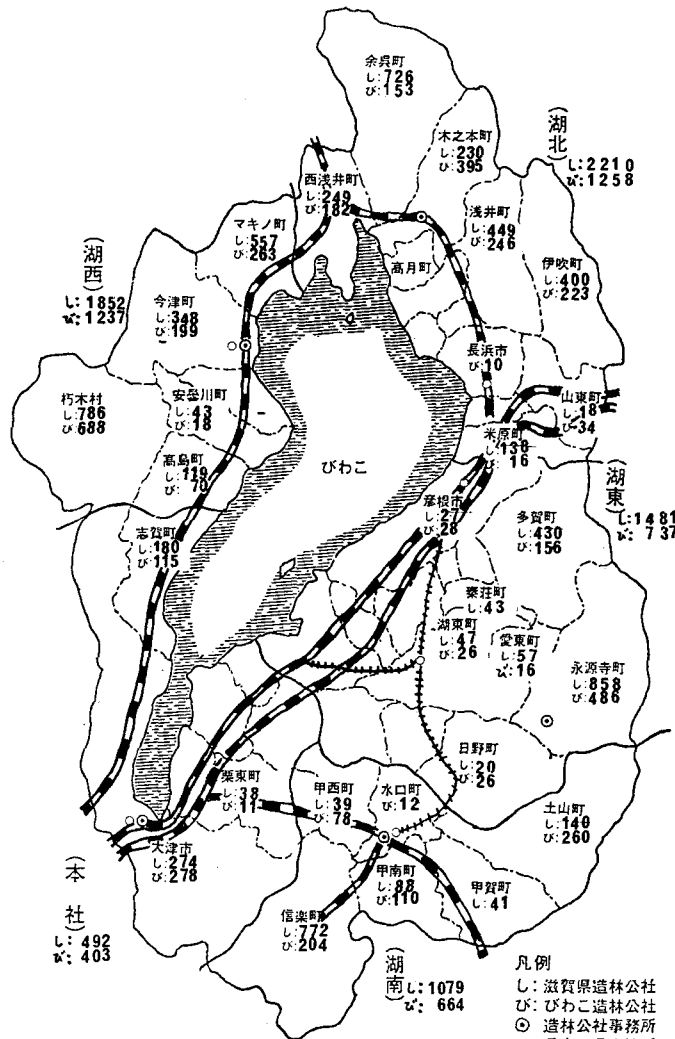 余呉町
し:726
び:153
木之本町
し:230
び:395
(湖北)
し:2210
び:1258
西浅井町
し:249
び:182
浅井町
し:449
び:246
マキノ町
し:557
び:263
高月町
伊吹町
し:400
び:223
(湖西)
し:1852
び:1237
今津町
し:348
び:199
長浜市
び:10
朽木村
し:786
び:688
安曇川町
し:43
び:18
山東町
し:18
び:34
米原町
し:138
び:16
高島町
し:119
び:70
びわこ
(湖東)
し:1481
び:737
彦根市
し:27
び:28
多賀町
し:430
び:156
志賀町
し:180
び:115
秦荘町
し:43
湖東町
し:47
び:26
愛東町
し:57
び:16
永源寺町
し:858
び:486
日野町
し:20
び:26
栗東町
し:38
び:11
甲西町
し:39
び:78
水口町
び:12
土山町
し:140
び:260
大津市
し:274
び:278
甲南町
し:88
び:110
甲賀町
し:41
(本社)
し:492
び:403
信楽町
し:772
び:204
(湖南)
し:1079
び:664
凡例
し:滋賀県造林公社
び:びわこ造林公社
◎ 造林公社事務所